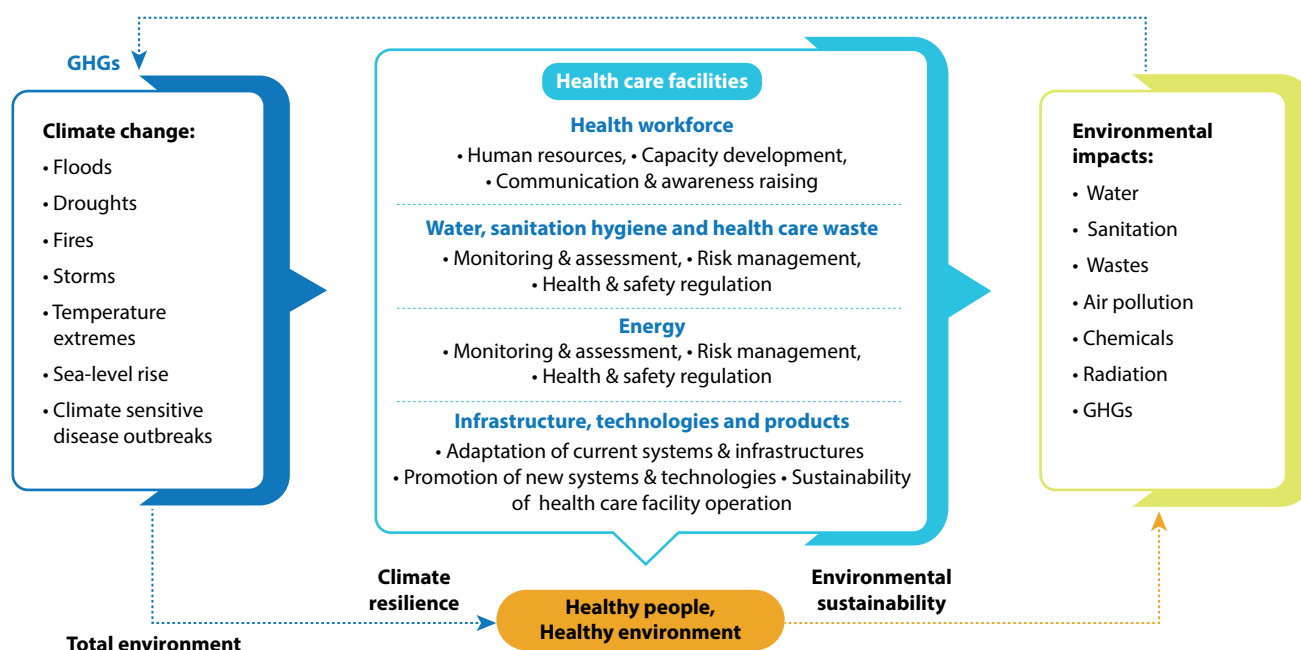 GHGs
Climate change:
• Floods
• Droughts
• Fires
• Storms
• Temperature
extremes
• Sea-level rise
• Climate sensitive
disease outbreaks
Health care facilities
Health workforce
• Human resources, • Capacity development,
• Communication & awareness raising
Water, sanitation hygiene and health care waste
• Monitoring & assessment, • Risk management,
• Health & safety regulation
Energy
• Monitoring & assessment, • Risk management,
• Health & safety regulation
Infrastructure, technologies and products
• Adaptation of current systems & infrastructures
• Promotion of new systems & technologies • Sustainability
of health care facility operation
Environmental
impacts:
• Water
• Sanitation
• Wastes
• Air pollution
• Chemicals
• Radiation
• GHGs
Climate
resilience
Healthy people,
Healthy environment
Environmental
sustainability
Total environment